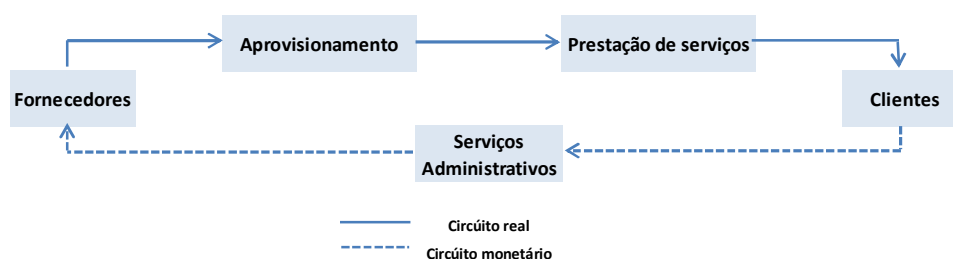 Aprovisionamento
Prestação de serviços
Fornecedores
Clientes
Serviços
Administrativos
Circúito real
Circúito monetário